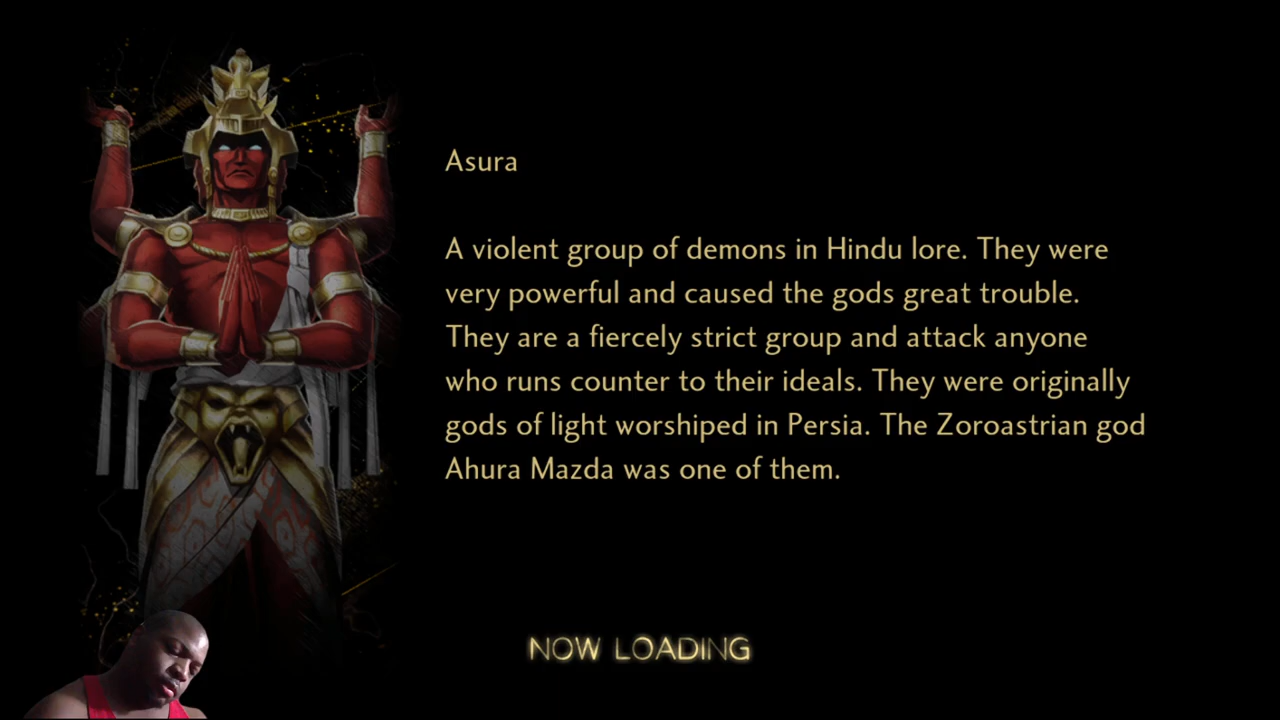 Asura
A violent group of demons in Hindu lore. They were
very powerful and caused the gods great trouble.
They are a fiercely strict group and attack anyone
who runs counter to their ideals. They were originally
gods of light worshiped in Persia. The Zoroastrian god
Ahura Mazda was one of them.
NOW LOADING